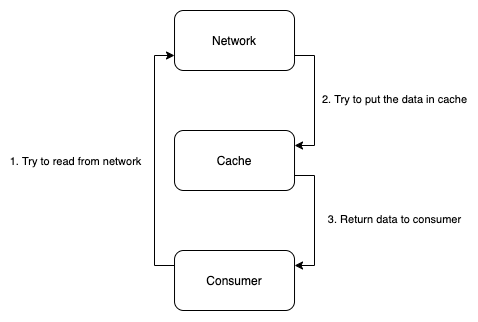 Network
2. Try to put the data in cache
1. Try to read from network
Cache
3. Return data to consumer
Consumer